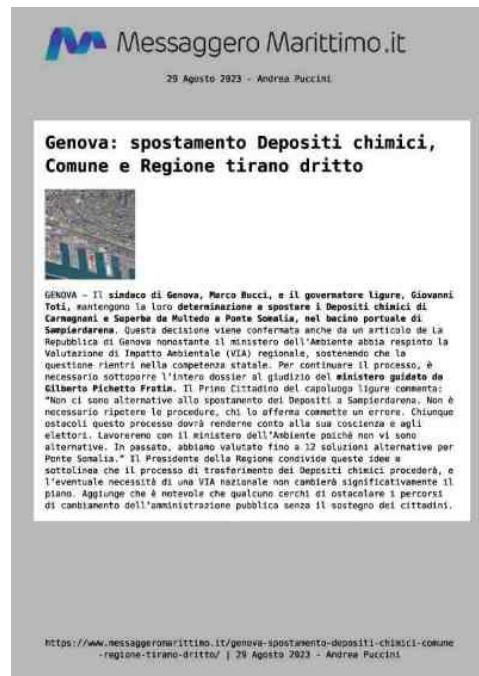 Messaggero Marittimo.it
29 Agosto 2023 - Andrea Puccini
Genova: spostamento Depositi chimici,
Comune e Regione tirano dritto
GENOVA – Il sindaco di Genova, Marco Bucci, e il governatore ligure, Giovanni
Toti, mantengono la loro determinazione a spostare i Depositi chimici di
Carmagnani e Superba da Multedo a Ponte Somalia, nel bacino portuale di
Sampierdarena. Questa decisione viene confermata anche da un articolo de La
Repubblica di Genova nonostante il ministero dell'Ambiente abbia respinto la
Valutazione di Impatto Ambientale (VIA) regionale, sostenendo che la
questione rientri nella competenza statale. Per continuare il processo, è
necessario sottoporre l'intero dossier al giudizio del ministero guidato da
Gilberto Pichetto Fratin. Il Primo Cittadino del capoluogo ligure commenta:
"Non ci sono alternative allo spostamento dei Depositi a Sampierdarena. Non è
necessario ripetere le procedure, chi lo afferma commette un errore. Chiunque
ostacoli questo processo dovrà renderne conto alla sua coscienza e agli
elettori. Lavoreremo con il ministero dell'Ambiente poiché non vi sono
alternative. In passato, abbiamo valutato fino a 12 soluzioni alternative per
Ponte Somalia." Il Presidente della Regione condivide queste idee e
sottolinea che il processo di trasferimento dei Depositi chimici procederà, e
l'eventuale necessità di una VIA nazionale non cambierà significativamente il
piano. Aggiunge che è notevole che qualcuno cerchi di ostacolare i percorsi
di cambiamento dell'amministrazione pubblica senza il sostegno dei cittadini.
https://www.messaggeromarittimo.it/genova-spostamento-depositi-chimici-comune
-regione-tirano-dritto/ | 29 Agosto 2023 - Andrea Puccini